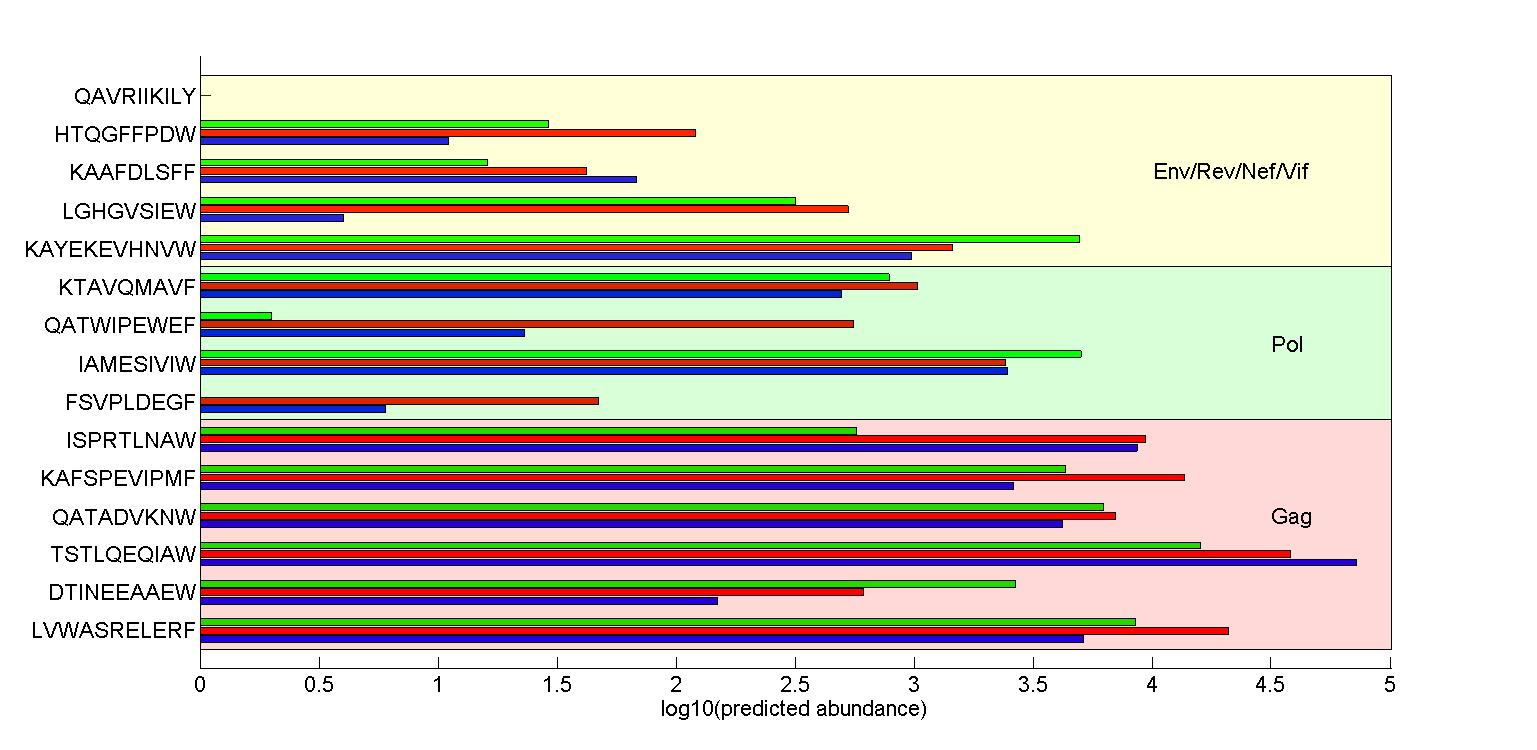 QAVRIIKILY
HTQGFFPDW
KAAFDLSFF
Env/Rev/Nef/Vif
LGHGVSIEW
KAYEKEVHNVW
KTAVQMAVF
QATWIPEWEF
Pol
IAMESIVIW
FSVPLDEGF
ISPRTLNAW
KAFSPEVIPMF
QATADVKNW
Gag
TSTLQEQIAW
DTINEEAAEW
LVWASRELERF
0 0.5 1 1.5 2 2.5 3 3.5 4 4.5 5
log10(predicted abundance)